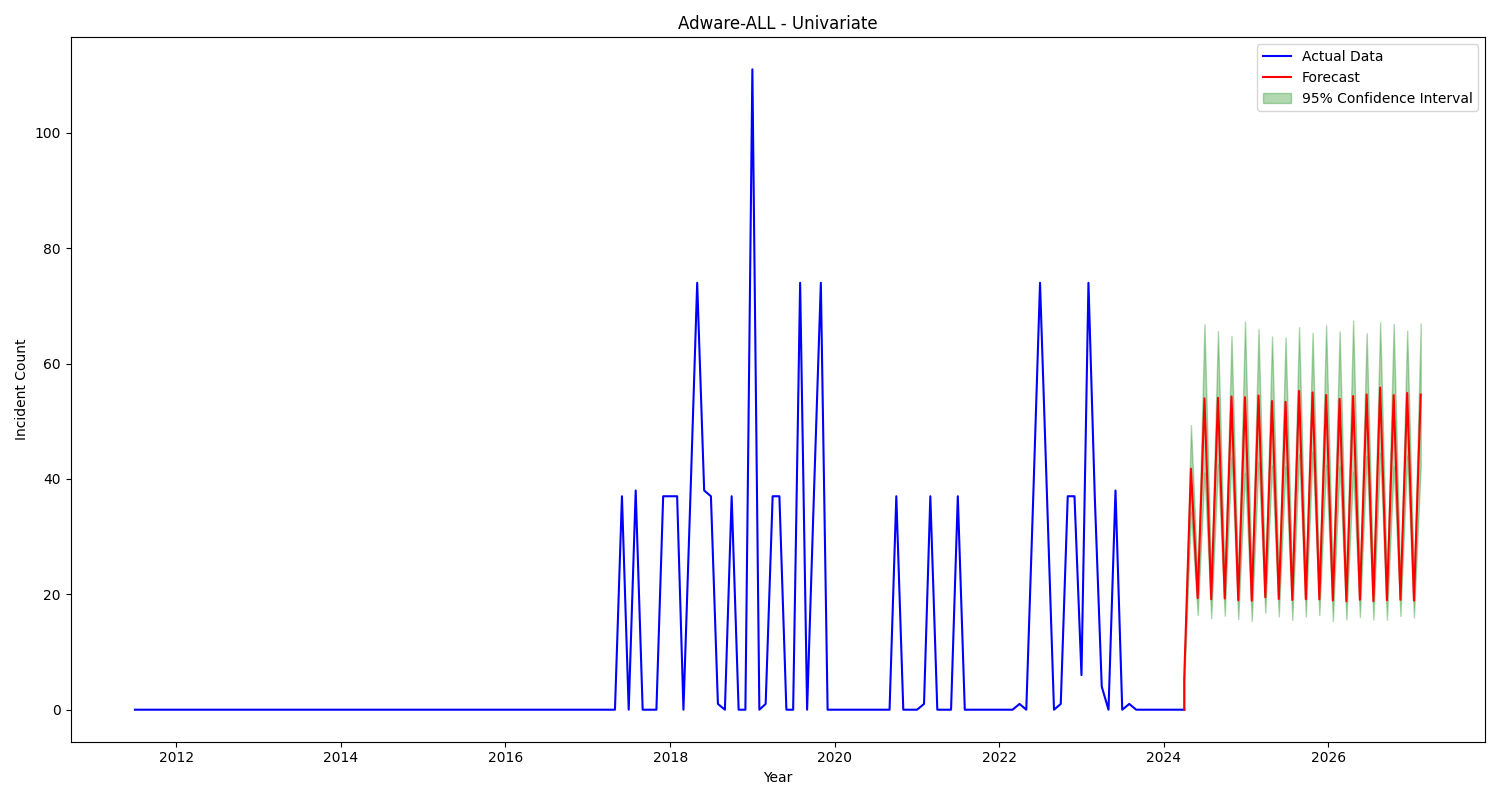 Adware-ALL - Univariate
Actual Data
Forecast
95% Confidence Interval
Incident Count
100
80
60
40
20
0
2012
2014
2016
2018
2020
2022
2024
2026
Year